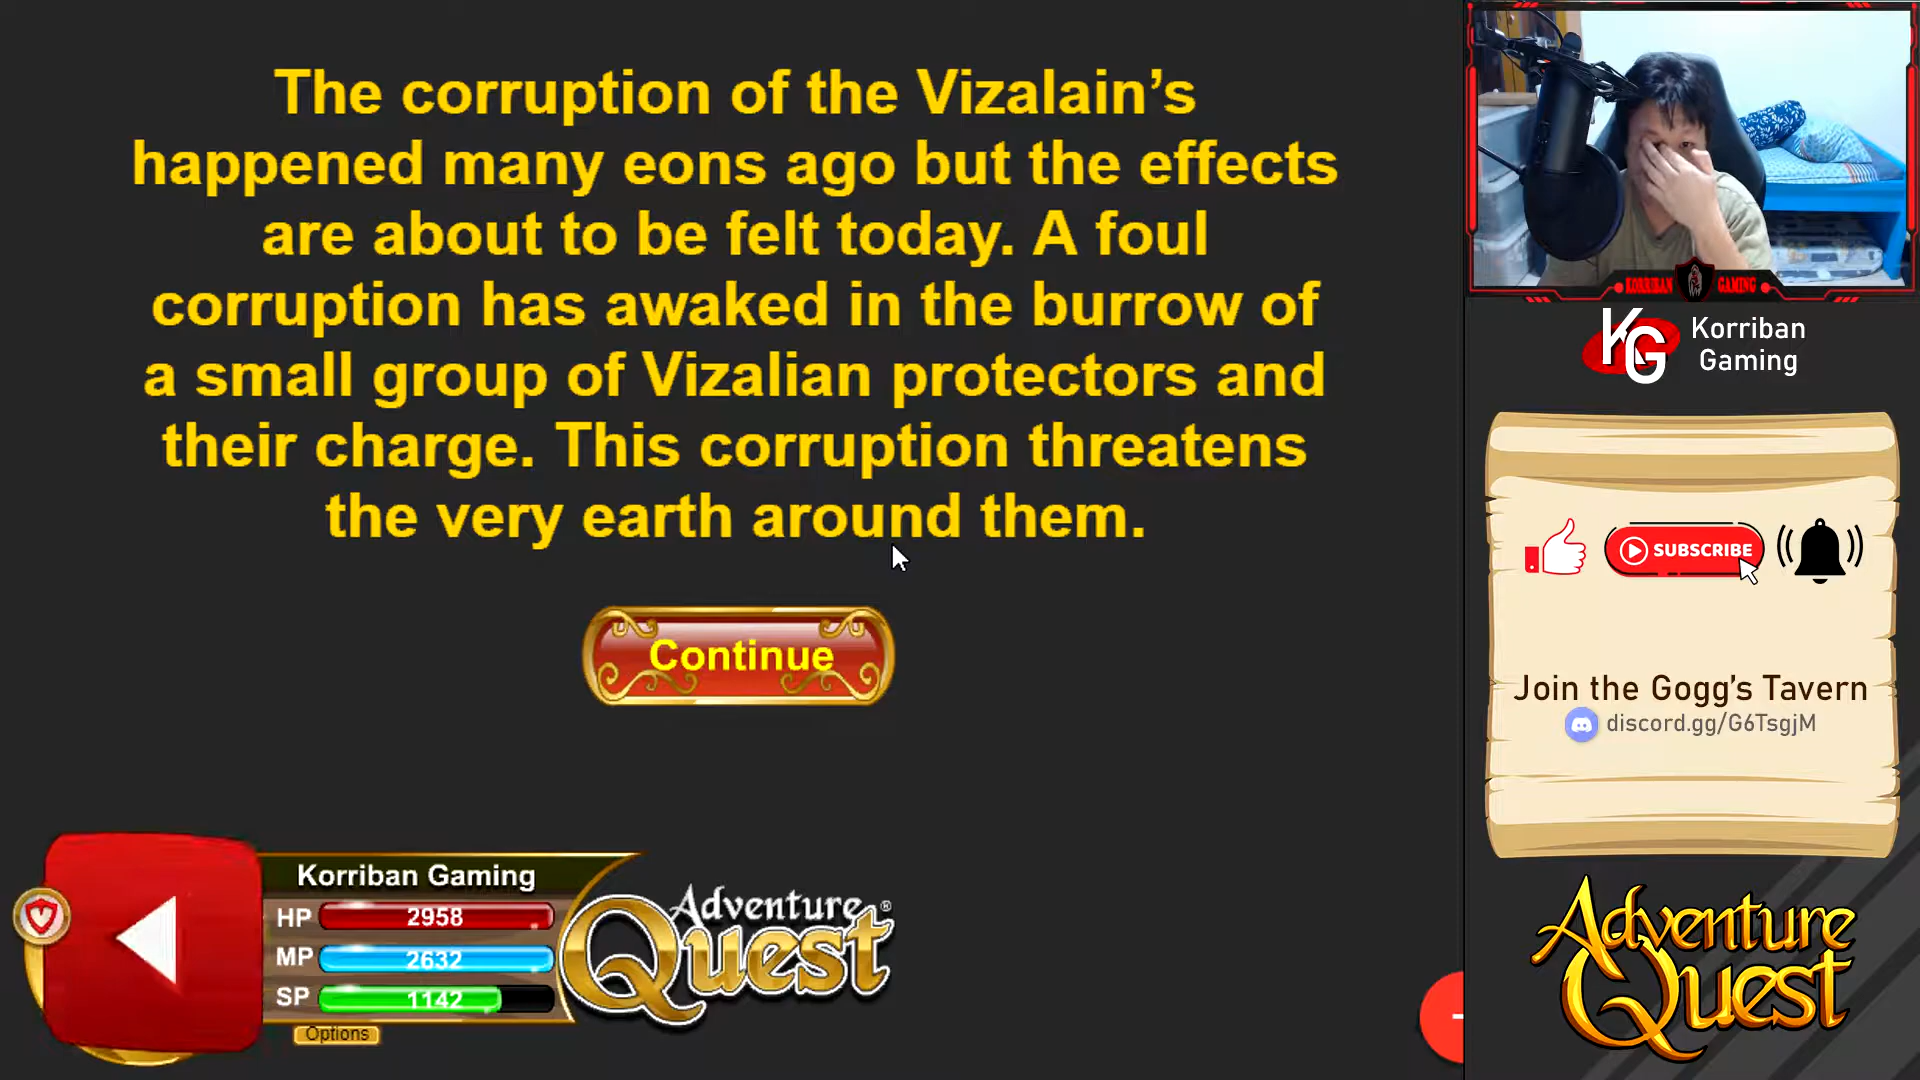 The corruption of the Vizalain’s
happened many eons ago but the effects
are about to be felt today. A foul
corruption has awaked in the burrow of
a small group of Vizalian protectors and
their charge. This corruption threatens
the very earth around them.
Continue
Korriban Gaming
HP 2958
MP 2632
SP 1142
Options
Adventure®
Quest
KORRIBAN GAMING
KG
Korriban
Gaming
SUBSCRIBE
Join the Gogg's Tavern
discord.gg/G6TsgjM
Adventure
Quest